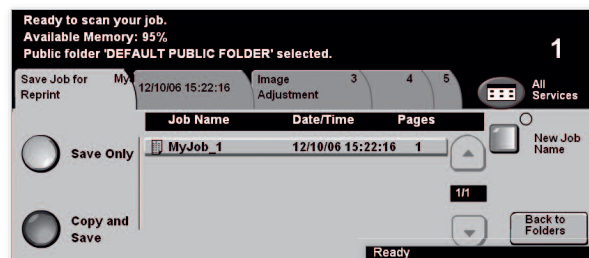 Ready to scan your job.
Available Memory: 95%
Public folder 'DEFAULT PUBLIC FOLDER' selected.
1
Save Job for Reprint
My
12/10/06 15:22:16
Image Adjustment
3
4
5
All Services
Job Name Date/Time Pages
Save Only
MyJob_1 12/10/06 15:22:16 1
New Job Name
1/1
Copy and Save
Back to Folders
Ready